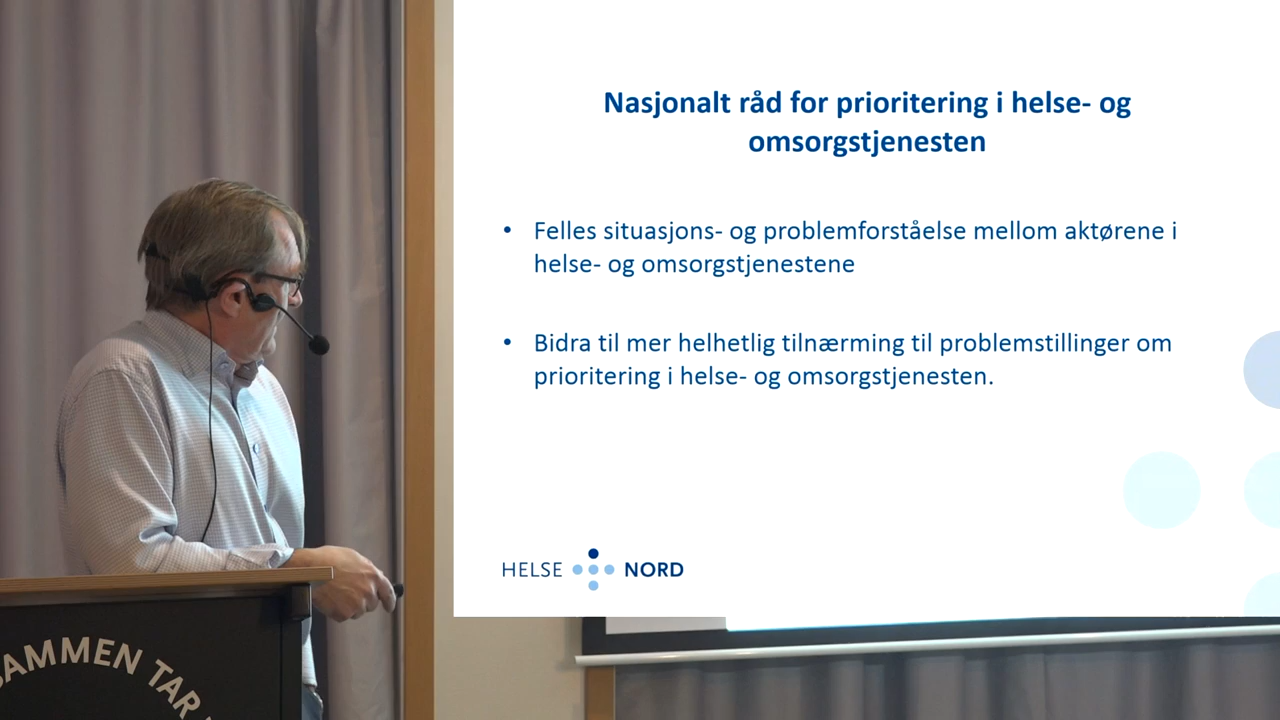 Nasjonalt råd for prioritering i helse- og
omsorgstjenesten
• Felles situasjons- og problemforståelse mellom aktørene i
helse- og omsorgstjenestene
• Bidra til mer helhetlig tilnærming til problemstillinger om
prioritering i helse- og omsorgstjenesten.
HELSE NORD
SAMMEN TAR